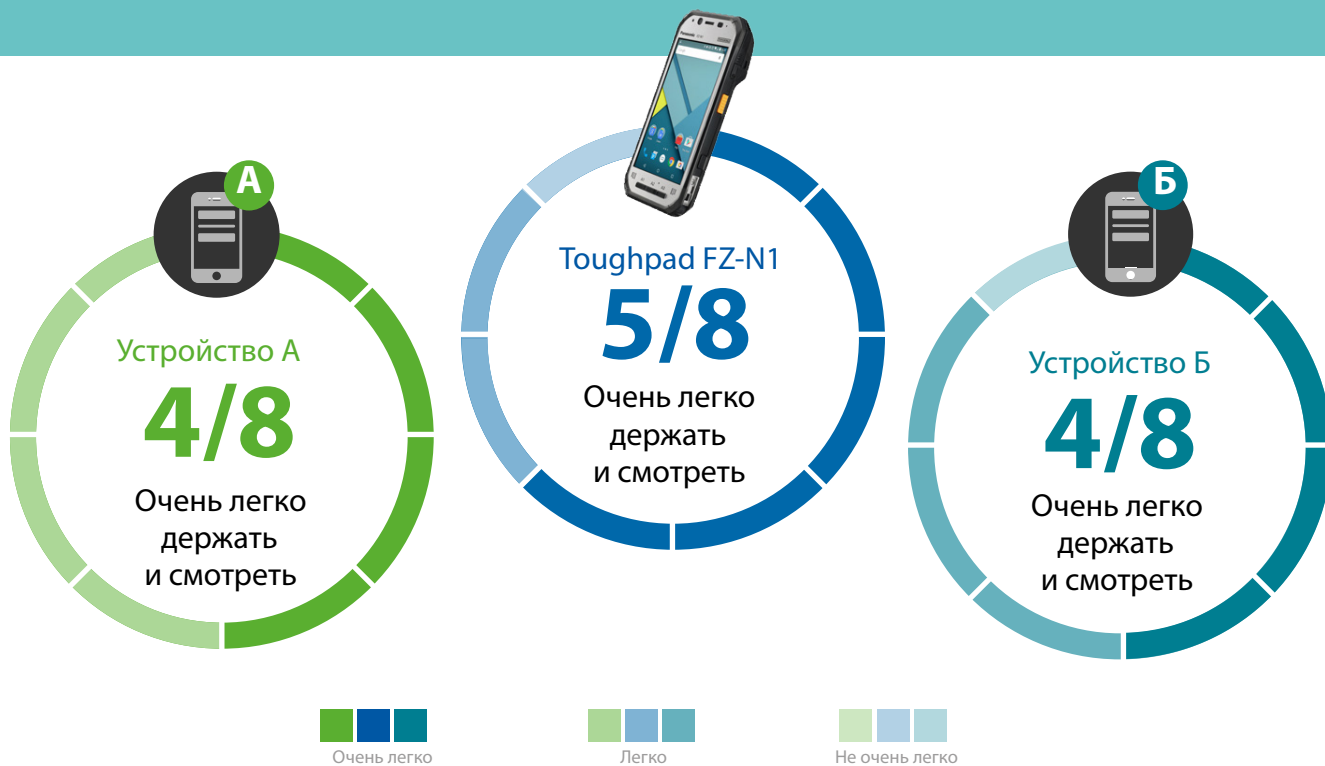 А
Устройство А
4/8
Очень легко
держать
и смотреть
Toughpad FZ-N1
5/8
Очень легко
держать
и смотреть
Б
Устройство Б
4/8
Очень легко
держать
и смотреть
Очень легко
Легко
Не очень легко